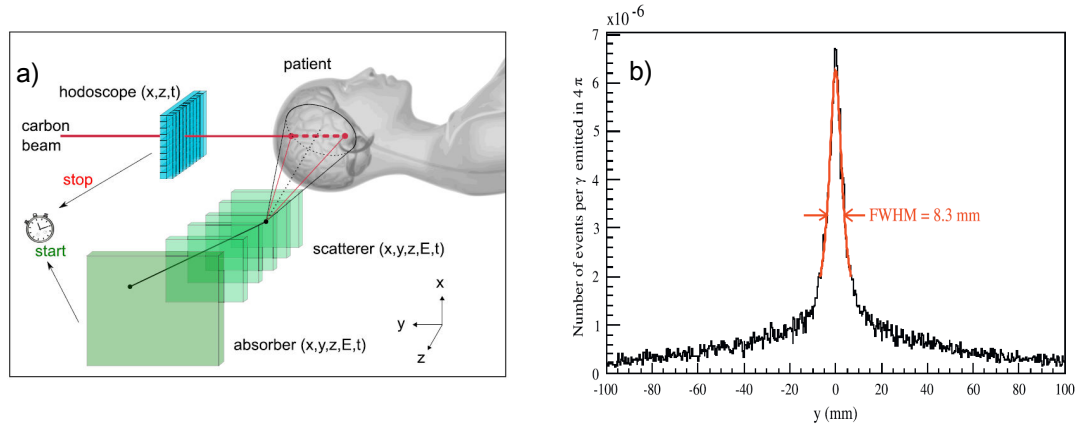 a)
patient
hodoscope (x,z,t)
carbon
beam
stop
start
scatterer (x,y,z,E,t)
absorber (x,y,z,E,t)
x
y
z
x10⁻⁶
b)
Number of events per γ emitted in 4 π
7
6
5
4
3
2
1
0
FWHM = 8.3 mm
-100 -80 -60 -40 -20 0 20 40 60 80 100
y (mm)